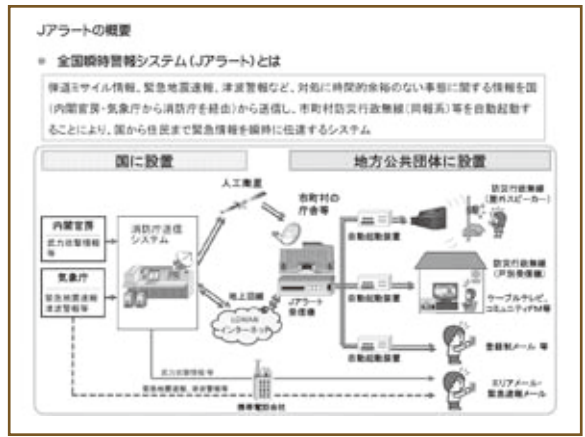 Jアラートの概要
■ 全国瞬時警報システム(Jアラート)とは
弾道ミサイル情報、緊急地震速報、津波警報など、対処に時間的余裕のない事態に関する情報を国
(内閣官房・気象庁から消防庁を経由)から送信し、市町村防災行政無線(同報系)等を自動起動す
ることにより、国から住民まで緊急情報を瞬時に伝達するシステム
国に設置
地方公共団体に設置
人工衛星
市町村の
庁舎等
防災行政無線
(屋外スピーカー)
内閣官房
武力攻撃情報
等
消防庁送信
システム
自動起動装置
気象庁
緊急地震速報
津波警報等
地上回線
LGWAN
インターネット
Jアラート
受信機
自動起動装置
防災行政無線
(戸別受信機)
ケーブルテレビ、
コミュニティFM等
自動起動装置
登録制メール 等
武力攻撃情報 等
緊急地震速報、津波警報等
携帯電話会社
エリアメール・
緊急速報メール